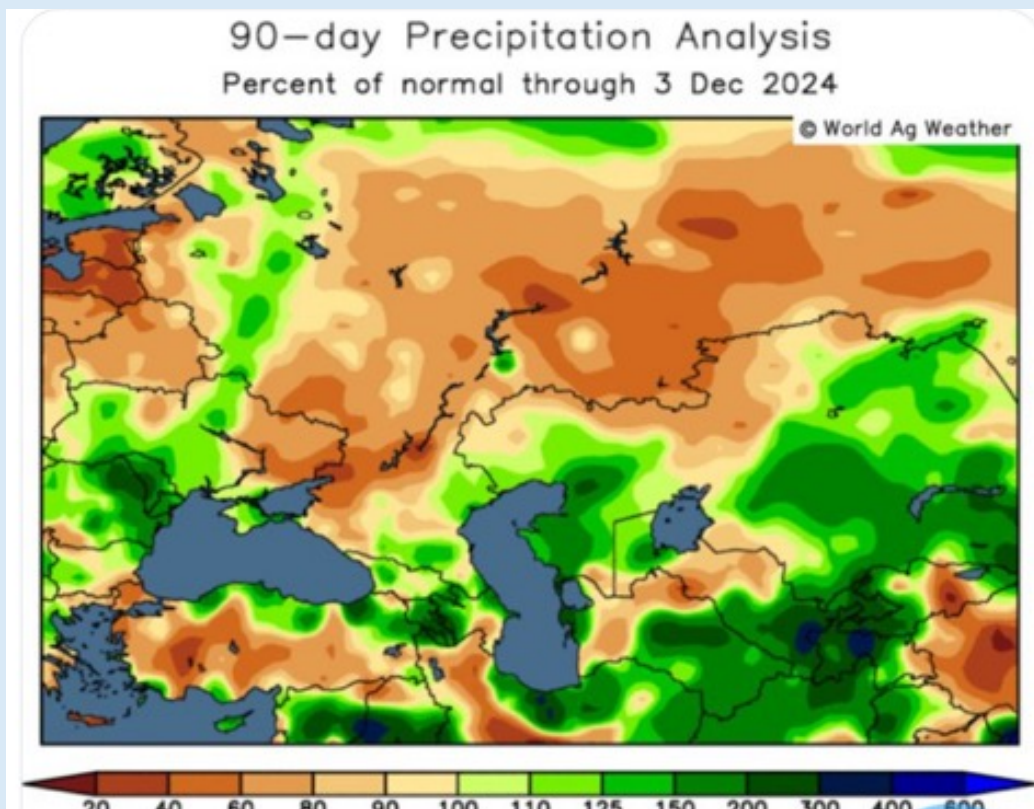 90-day Precipitation Analysis
Percent of normal through 3 Dec 2024
© World Ag Weather
20 40 60 80 90 100 110 125 150 200 300 400 600